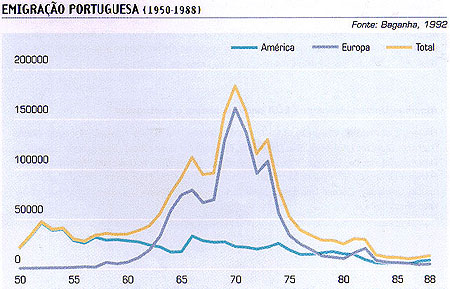 EMIGRAÇÃO PORTUGUESA (1950-1988)
Fonte: Baganha, 1992
América Europa Total
200000
150000
100000
50000
0
50 55 60 65 70 75 80 85 88